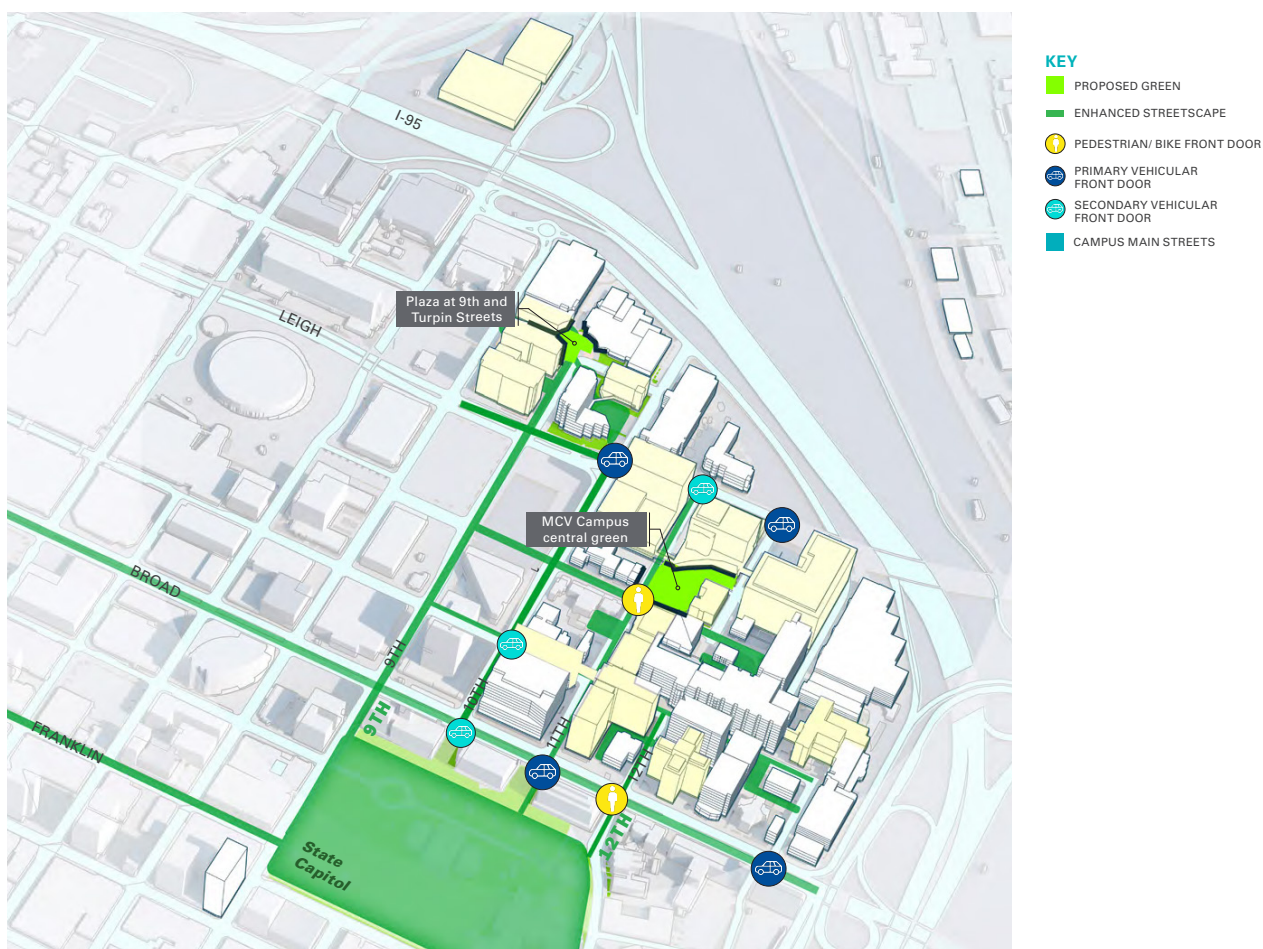 KEY
PROPOSED GREEN
ENHANCED STREETSCAPE
PEDESTRIAN/ BIKE FRONT DOOR
PRIMARY VEHICULAR
FRONT DOOR
SECONDARY VEHICULAR
FRONT DOOR
CAMPUS MAIN STREETS
I-95
Plaza at 9th and
Turpin Streets
LEIGH
MCV Campus
central green
BROAD
9TH
10TH
9TH
11TH
12TH
FRANKLIN
12TH
State
Capitol